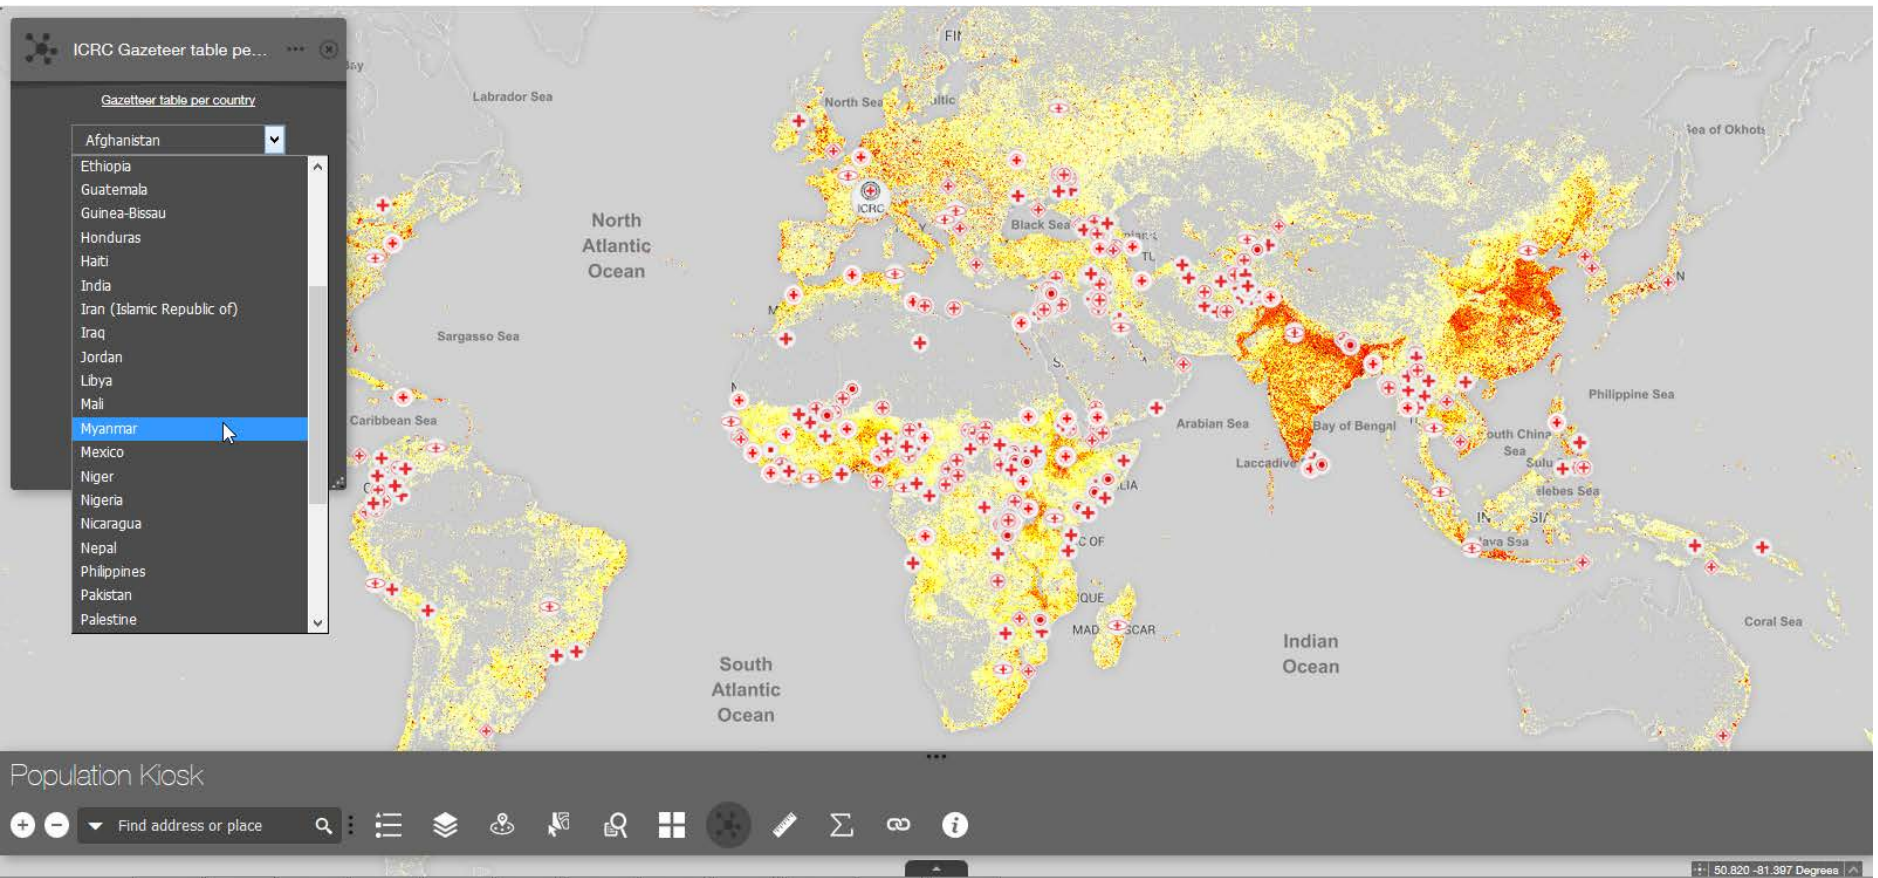 ICRC Gazeteer table pe...
Gazetteer table per country
Afghanistan
Ethiopia
Guatemala
Guinea-Bissau
Honduras
Haiti
India
Iran (Islamic Republic of)
Iraq
Jordan
Libya
Mali
Myanmar
Mexico
Niger
Nigeria
Nicaragua
Nepal
Philippines
Pakistan
Palestine
Labrador Sea
North Sea
ICRC
Black Sea
North
Atlantic
Ocean
Sargasso Sea
Caribbean Sea
Arabian Sea
Bay of Bengal
Laccadive
Philippine Sea
outh China
Sea
Sulu
elebes Sea
Java Sea
Coral Sea
Indian
Ocean
South
Atlantic
Ocean
Population Kiosk
Find address or place
50.820 -81.397 Degrees